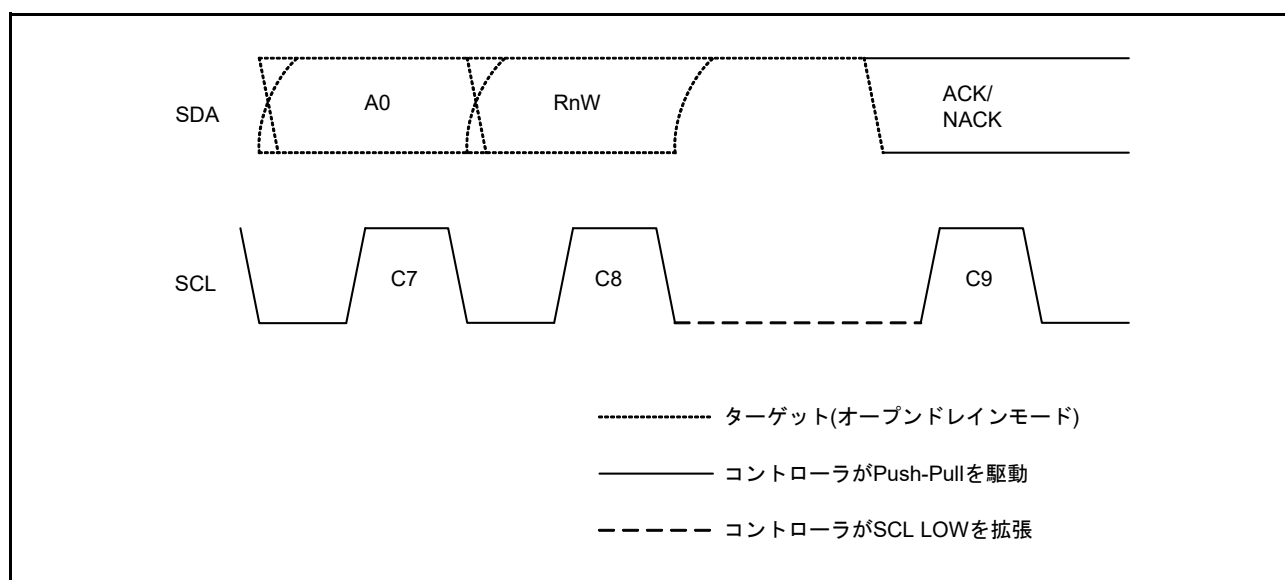 SDA
A0
RnW
ACK/
NACK
SCL
C7
C8
C9
ターゲット(オープンドレインモード)
コントローラがPush-Pullを駆動
コントローラがSCL LOWを拡張